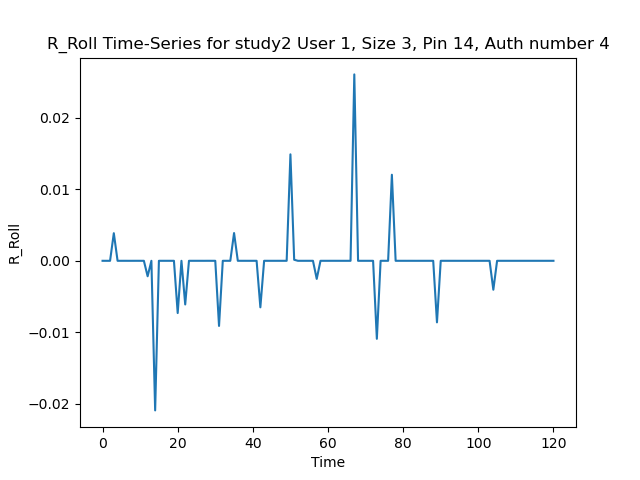 R_Roll Time-Series for study2 User 1, Size 3, Pin 14, Auth number 4
0.02
0.01
0.00
−0.01
−0.02
R_Roll
0 20 40 60 80 100 120
Time